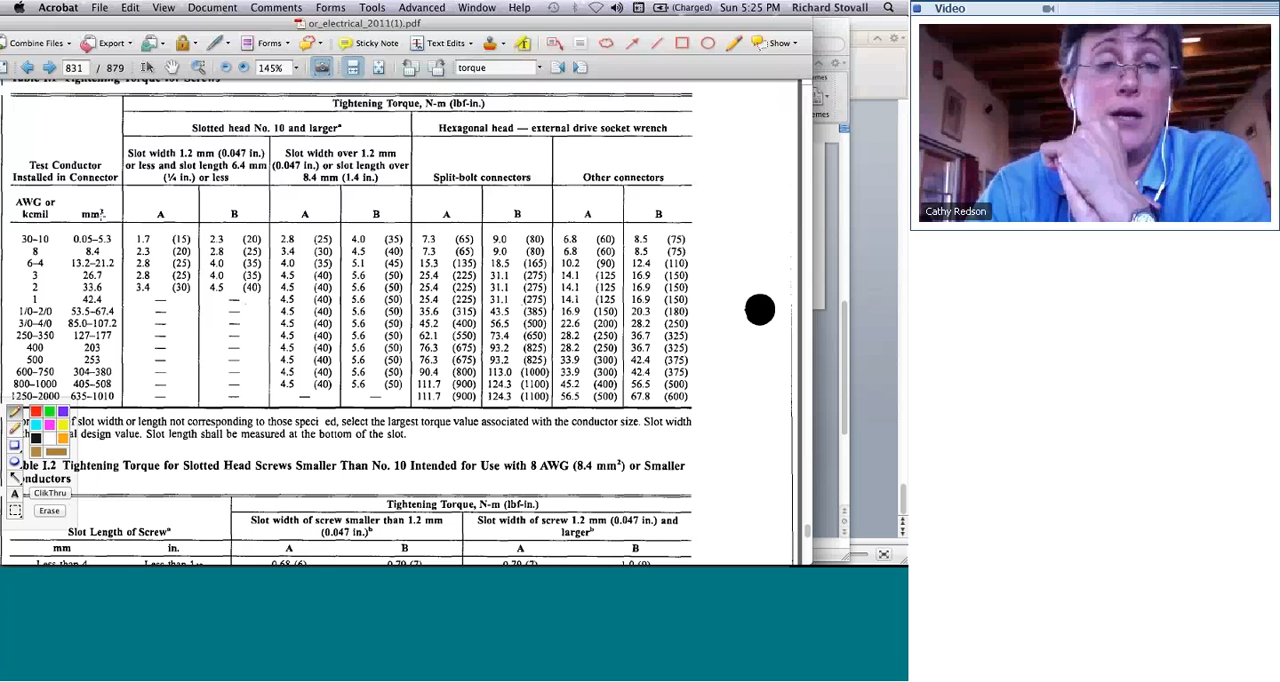 Acrobat File Edit View Document Comments Forms Tools Advanced Window Help (Charged) Sun 5:25 PM Richard Stovall
or_electrical_2011(1).pdf
Combine Files Export Forms Sticky Note Text Edits Show
831 / 879 145% torque
Tightening Torque, N-m (lbf-in.)
Slotted head No. 10 and larger^a Hexagonal head — external drive socket wrench
Test Conductor Installed in Connector
Slot width 1.2 mm (0.047 in.) or less and slot length 6.4 mm (¼ in.) or less
Slot width over 1.2 mm (0.047 in.) or slot length over 8.4 mm (1.4 in.)
Split-bolt connectors
Other connectors
AWG or kcmil mm² A B A B A B A B
30–10 0.05–5.3 1.7 (15) 2.3 (20) 2.8 (25) 4.0 (35) 7.3 (65) 9.0 (80) 6.8 (60) 8.5 (75)
8 8.4 2.3 (20) 2.8 (25) 3.4 (30) 4.5 (40) 7.3 (65) 9.0 (80) 6.8 (60) 8.5 (75)
6–4 13.2–21.2 2.8 (25) 4.0 (35) 4.0 (35) 5.1 (45) 15.3 (135) 18.5 (165) 10.2 (90) 12.4 (110)
3 26.7 2.8 (25) 4.0 (35) 4.5 (40) 5.6 (50) 25.4 (225) 31.1 (275) 14.1 (125 16.9 (150)
2 33.6 3.4 (30) 4.5 (40) 4.5 (40) 5.6 (50) 25.4 (225) 31.1 (275) 14.1 (125 16.9 (150)
1 42.4 — — 4.5 (40) 5.6 (50) 25.4 (225) 31.1 (275) 14.1 (125 16.9 (150)
1/0–2/0 53.5–67.4 — — 4.5 (40) 5.6 (50) 35.6 (315) 43.5 (385) 16.9 (150) 20.3 (180)
3/0–4/0 85.0–107.2 — — 4.5 (40) 5.6 (50) 45.2 (400) 56.5 (500) 22.6 (200) 28.2 (250)
250–350 127–177 — — 4.5 (40) 5.6 (50) 62.1 (550) 73.4 (650) 28.2 (250) 36.7 (325)
400 203 — — 4.5 (40) 5.6 (50) 76.3 (675) 93.2 (825) 28.2 (250) 36.7 (325)
500 253 — — 4.5 (40) 5.6 (50) 76.3 (675) 93.2 (825) 33.9 (300) 42.4 (375)
600-750 304–380 — — 4.5 (40) 5.6 (50) 90.4 (800) 113.0 (1000) 33.9 (300) 42.4 (375)
800–1000 405–508 — — 4.5 (40) 5.6 (50) 111.7 (900) 124.3 (1100) 45.2 (400) 56.5 (500)
1250–2000 635–1010 — — 111.7 (900) 124.3 (1100) 56.5 (500) 67.8 (600)
of slot width or length not corresponding to those speci ed, select the largest torque value associated with the conductor size. Slot width
al design value. Slot length shall be measured at the bottom of the slot.
ble I.2 Tightening Torque for Slotted Head Screws Smaller Than No. 10 Intended for Use with 8 AWG (8.4 mm²) or Smaller
nductors
Tightening Torque, N-m (lbf-in.)
Slot Length of Screw^a
Slot width of screw smaller than 1.2 mm (0.047 in.)^b
Slot width of screw 1.2 mm (0.047 in.) and larger^b
mm in. A B A B
A
ClikThru
Erase
Video
Cathy Redson